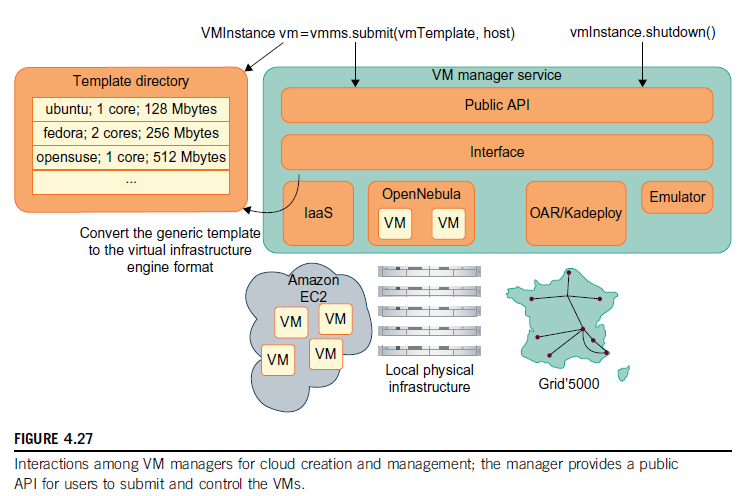 VMInstance vm=vmms.submit(vmTemplate, host)
vmInstance.shutdown()
Template directory
ubuntu; 1 core; 128 Mbytes
fedora; 2 cores; 256 Mbytes
opensuse; 1 core; 512 Mbytes
...
VM manager service
Public API
Interface
IaaS
OpenNebula
VM
VM
OAR/Kadeploy
Emulator
Convert the generic template
to the virtual infrastructure
engine format
Amazon
EC2
VM
VM
VM
VM
Local physical
infrastructure
Grid'5000
FIGURE 4.27
Interactions among VM managers for cloud creation and management; the manager provides a public
API for users to submit and control the VMs.